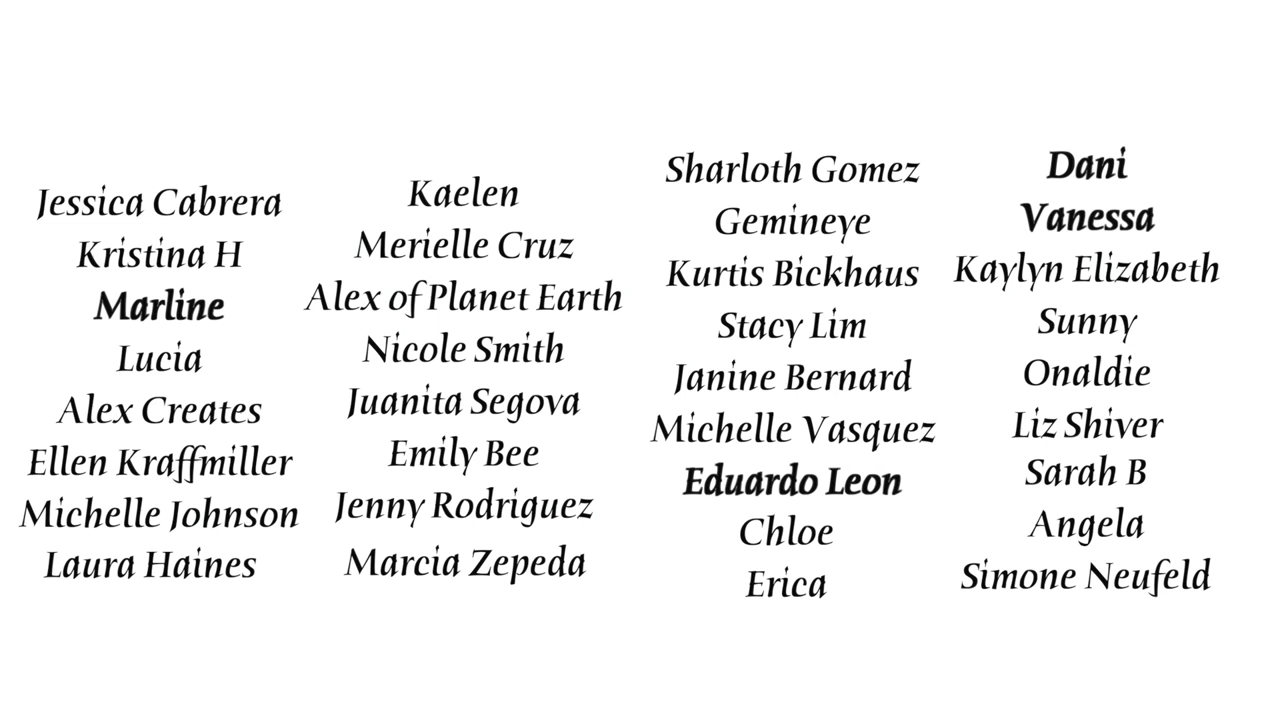 Jessica Cabrera
Kristina H
Marline
Lucia
Alex Creates
Ellen Kraffmiller
Michelle Johnson
Laura Haines
Kaelen
Merielle Cruz
Alex of Planet Earth
Nicole Smith
Juanita Segova
Emily Bee
Jenny Rodriguez
Marcia Zepeda
Sharloth Gomez
Gemineye
Kurtis Bickhaus
Stacy Lim
Janine Bernard
Michelle Vasquez
Eduardo Leon
Chloe
Erica
Dani
Vanessa
Kaylyn Elizabeth
Sunny
Onaldie
Liz Shiver
Sarah B
Angela
Simone Neufeld